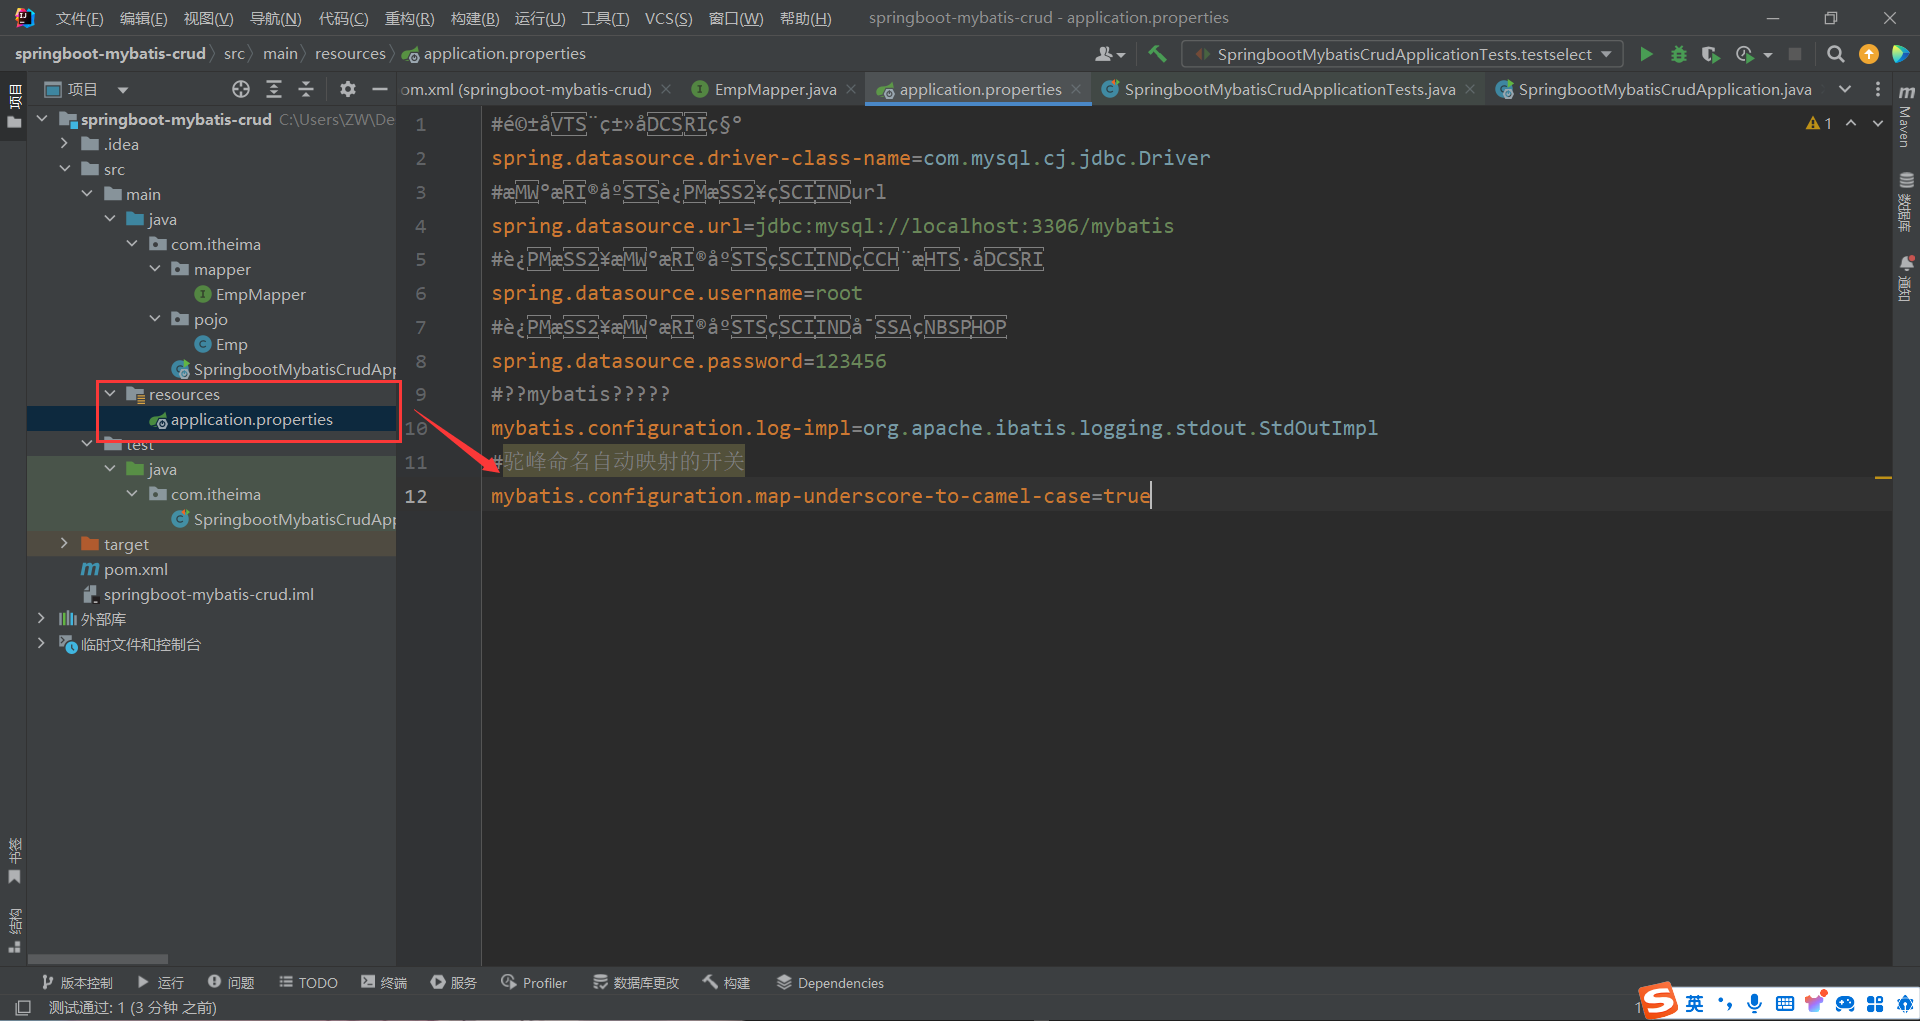 文件(F) 编辑(E) 视图(V) 导航(N) 代码(C) 重构(R) 构建(B) 运行(U) 工具(T) VCS(S) 窗口(W) 帮助(H) springboot-mybatis-crud - application.properties
springboot-mybatis-crud src main resources application.properties SpringbootMybatisCrudApplicationTests.testselect
项目
om.xml (springboot-mybatis-crud) EmpMapper.java application.properties SpringbootMybatisCrudApplicationTests.java SpringbootMybatisCrudApplication.java
项目
springboot-mybatis-crud C:\Users\ZW\De
.idea
src
main
java
com.itheima
mapper
EmpMapper
pojo
Emp
SpringbootMybatisCrudApp
resources
application.properties
test
java
com.itheima
SpringbootMybatisCrudApp
target
pom.xml
springboot-mybatis-crud.iml
外部库
临时文件和控制台
1 #é©±åVTS¨ç±»åDCSRIç§°
2 spring.datasource.driver-class-name=com.mysql.cj.jdbc.Driver
3 #æMW°æRI®åºSTSè¿PMæSS2¥çSCIINDurl
4 spring.datasource.url=jdbc:mysql://localhost:3306/mybatis
5 #è¿PMæSS2¥æMW°æRI®åºSTSçSCIINDçCCH¨æHTS·åDCSRI
6 spring.datasource.username=root
7 #è¿PMæSS2¥æMW°æRI®åºSTSçSCIINDå¯SSAçNBSPHOP
8 spring.datasource.password=123456
9 #??mybatis?????
10 mybatis.configuration.log-impl=org.apache.ibatis.logging.stdout.StdOutImpl
11 #驼峰命名自动映射的开关
12 mybatis.configuration.map-underscore-to-camel-case=true
1
Maven
数据库
通知
书签
结构
版本控制 运行 问题 TODO 终端 服务 Profiler 数据库更改 构建 Dependencies
测试通过: 1 (3 分钟 之前)
英